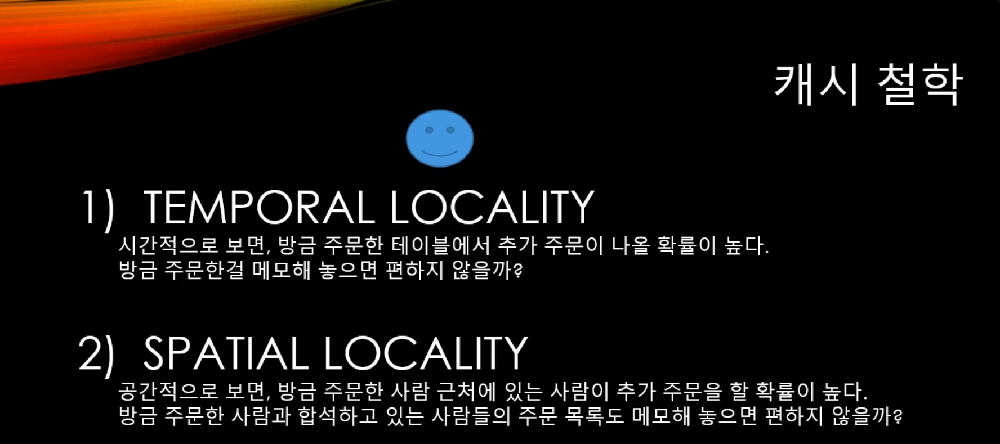 캐시 철학
1) TEMPORAL LOCALITY
시간적으로 보면, 방금 주문한 테이블에서 추가 주문이 나올 확률이 높다.
방금 주문한걸 메모해 놓으면 편하지 않을까?
2) SPATIAL LOCALITY
공간적으로 보면, 방금 주문한 사람 근처에 있는 사람이 추가 주문을 할 확률이 높다.
방금 주문한 사람과 합석하고 있는 사람들의 주문 목록도 메모해 놓으면 편하지 않을까?